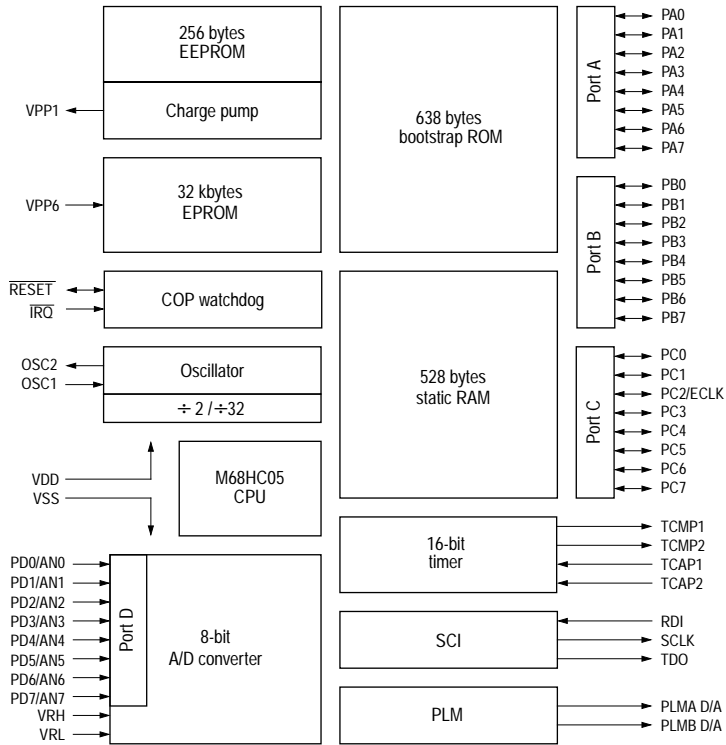 256 bytes
EEPROM
Charge pump
VPP1
32 kbytes
EPROM
VPP6
RESET
IRQ
COP watchdog
OSC2
OSC1
Oscillator
÷ 2 / ÷32
VDD
VSS
M68HC05
CPU
PD0/AN0
PD1/AN1
PD2/AN2
PD3/AN3
PD4/AN4
PD5/AN5
PD6/AN6
PD7/AN7
VRH
VRL
Port D
8-bit
A/D converter
638 bytes
bootstrap ROM
528 bytes
static RAM
16-bit
timer
SCI
PLM
Port A
PA0
PA1
PA2
PA3
PA4
PA5
PA6
PA7
Port B
PB0
PB1
PB2
PB3
PB4
PB5
PB6
PB7
Port C
PC0
PC1
PC2/ECLK
PC3
PC4
PC5
PC6
PC7
TCMP1
TCMP2
TCAP1
TCAP2
RDI
SCLK
TDO
PLMA D/A
PLMB D/A